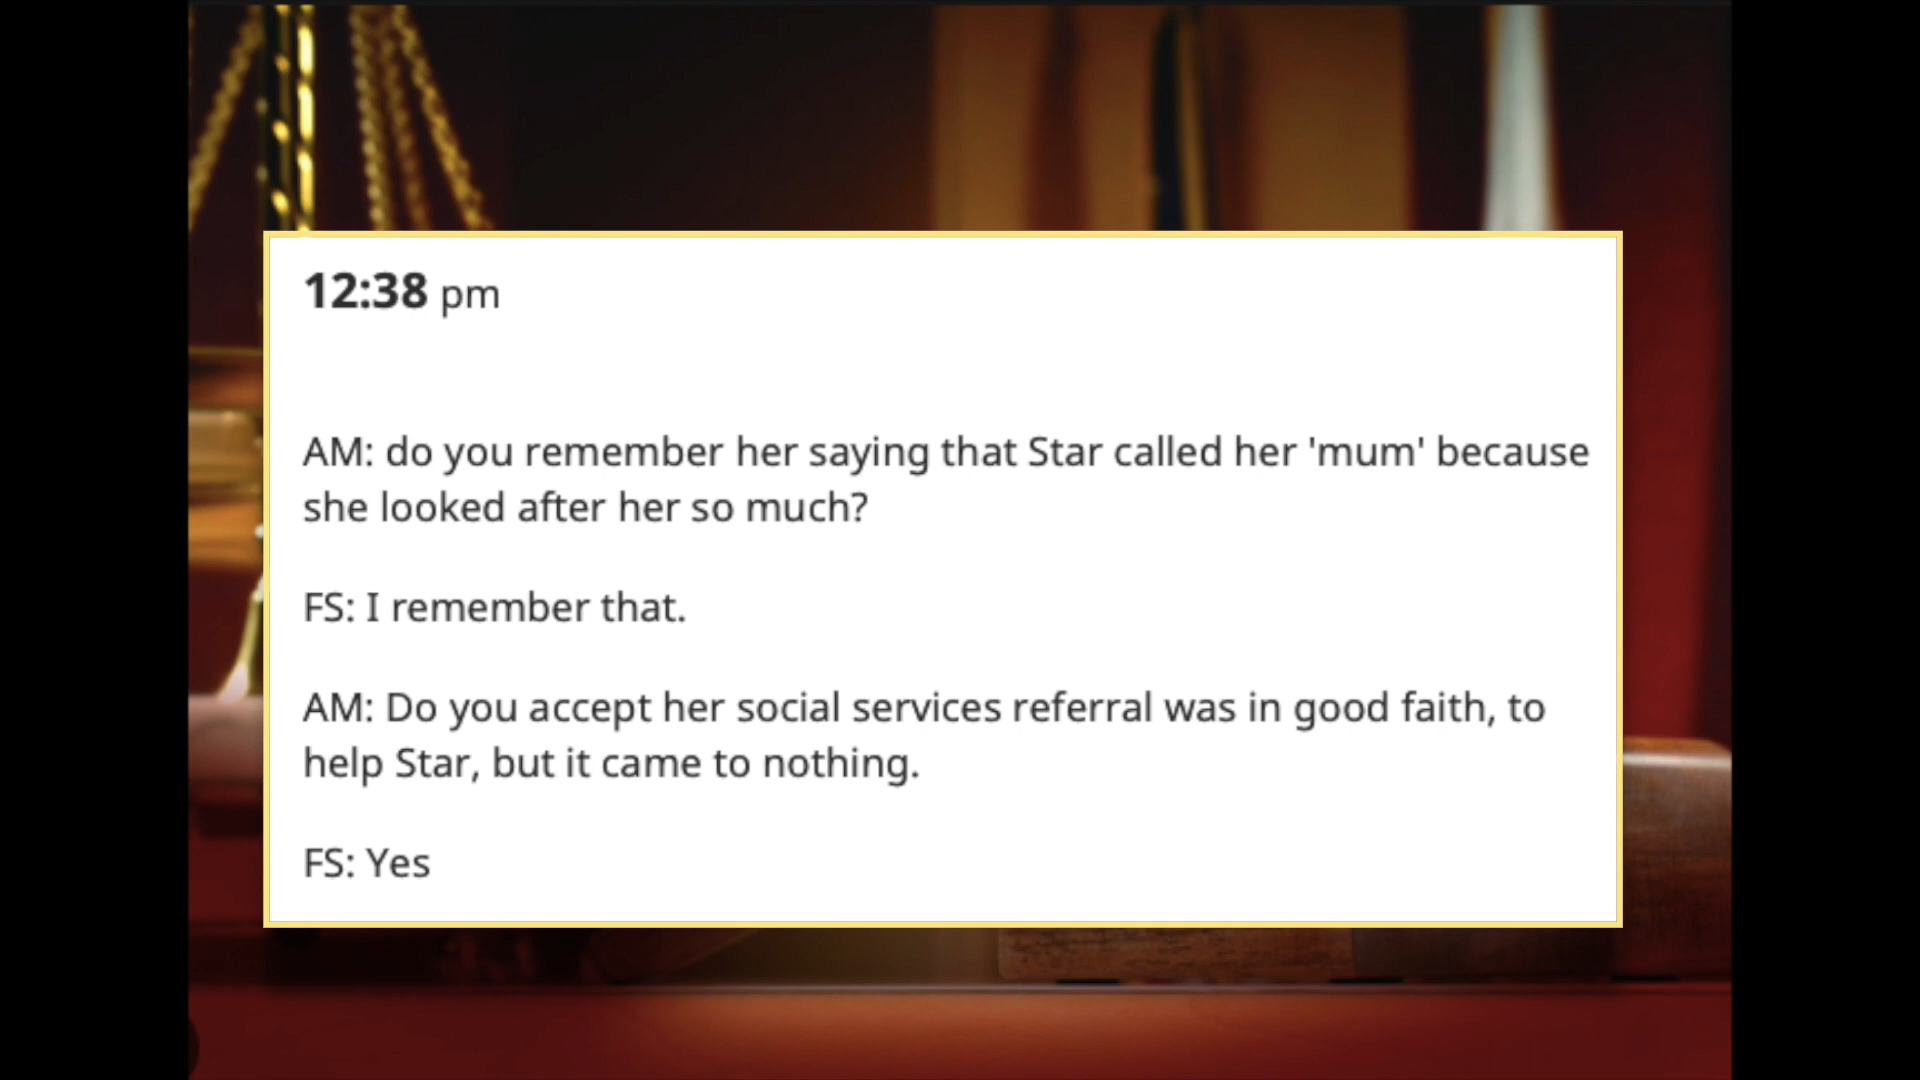 12:38 pm
AM: do you remember her saying that Star called her 'mum' because
she looked after her so much?
FS: I remember that.
AM: Do you accept her social services referral was in good faith, to
help Star, but it came to nothing.
FS: Yes